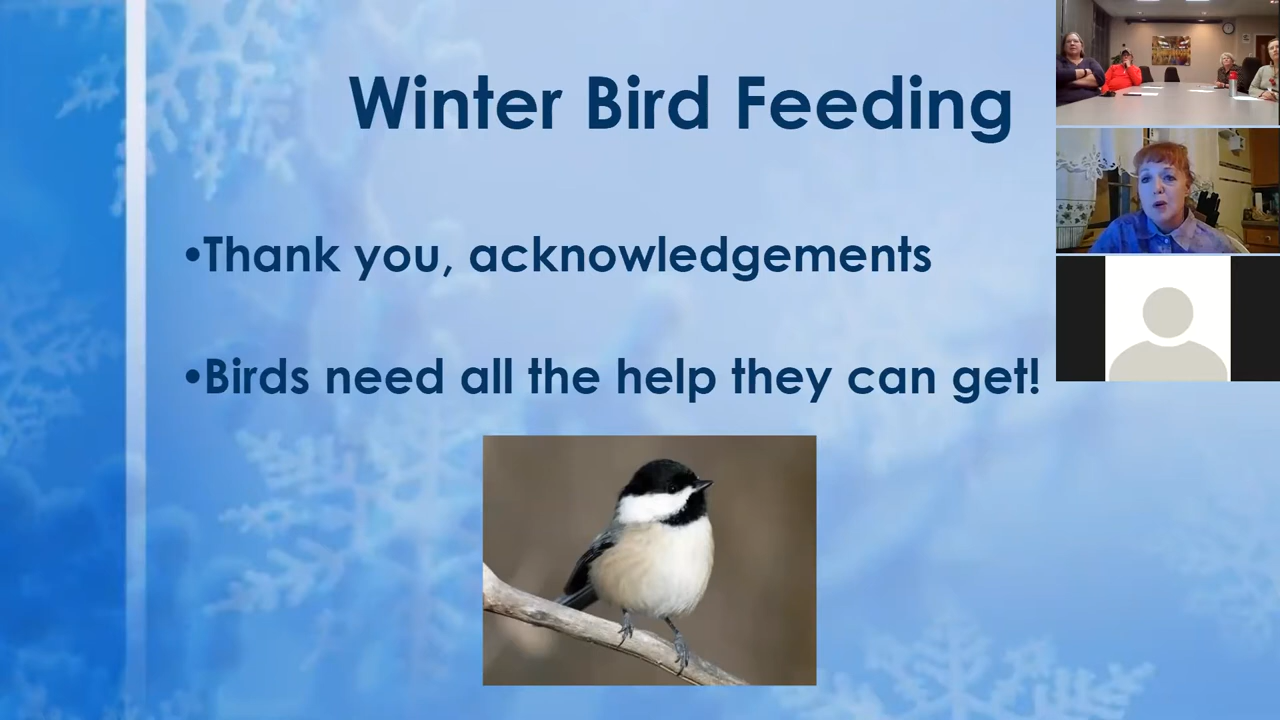 Winter Bird Feeding
•Thank you, acknowledgements
•Birds need all the help they can get!